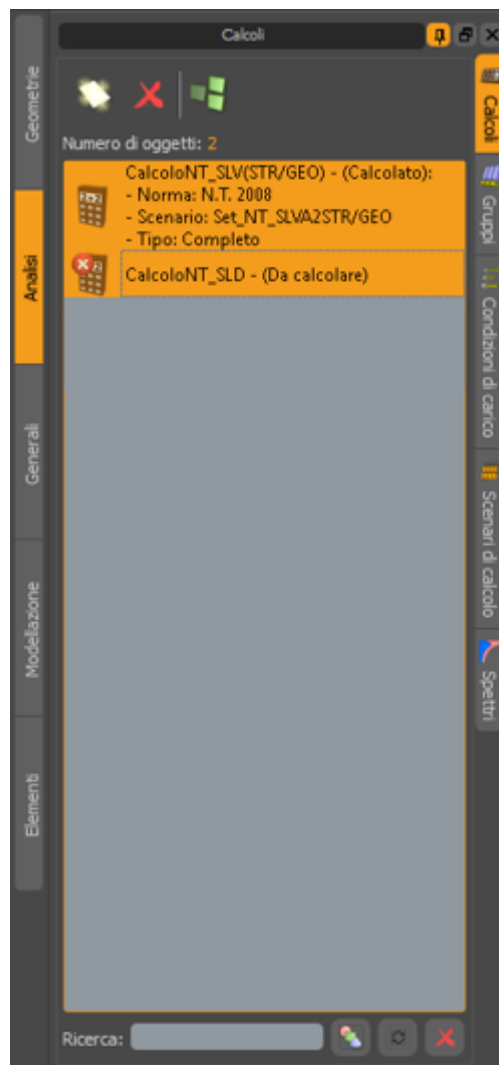 Calcoli
Geometrie
Analisi
Generali
Modellazione
Elementi
Numero di oggetti: 2
CalcoloNT_SLV(STR/GEO) - (Calcolato):
- Norma: N.T. 2008
- Scenario: Set_NT_SLVA2STR/GEO
- Tipo: Completo
CalcoloNT_SLD - (Da calcolare)
Calcoli
Gruppi
Condizioni di carico
Scenari di calcolo
Spettri
Ricerca: